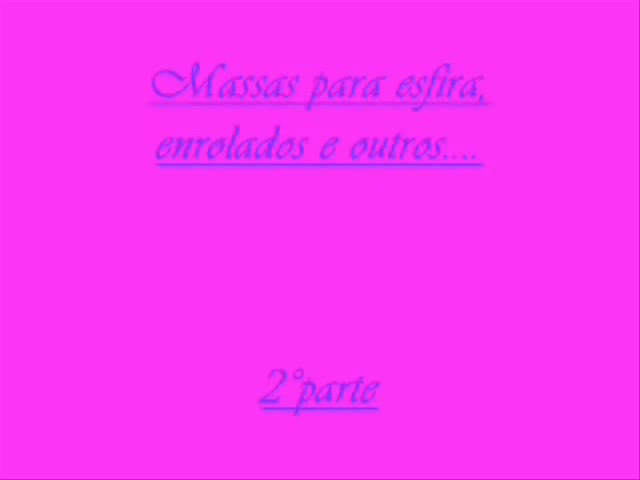 Massas para esfira,
enrolados e outros....
2°parte